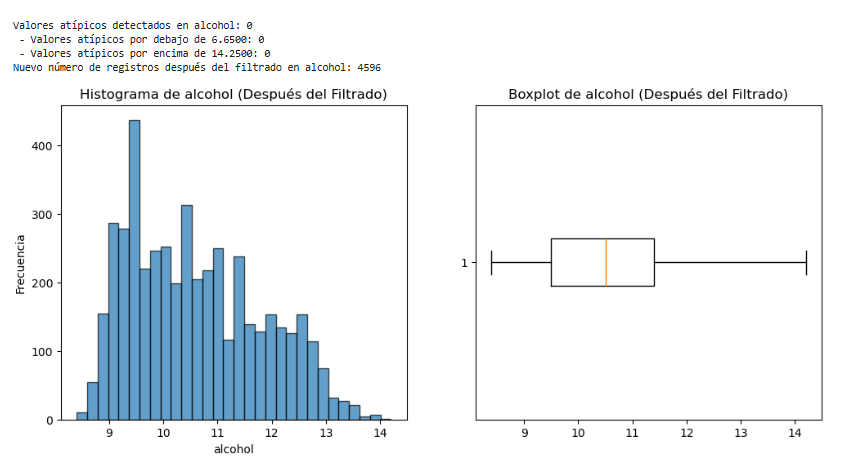 Valores atípicos detectados en alcohol: 0
- Valores atípicos por debajo de 6.6500: 0
- Valores atípicos por encima de 14.2500: 0
Nuevo número de registros después del filtrado en alcohol: 4596
Histograma de alcohol (Después del Filtrado)
Frecuencia
400
300
200
100
0
9 10 11 12 13 14
alcohol
Boxplot de alcohol (Después del Filtrado)
1
9 10 11 12 13 14